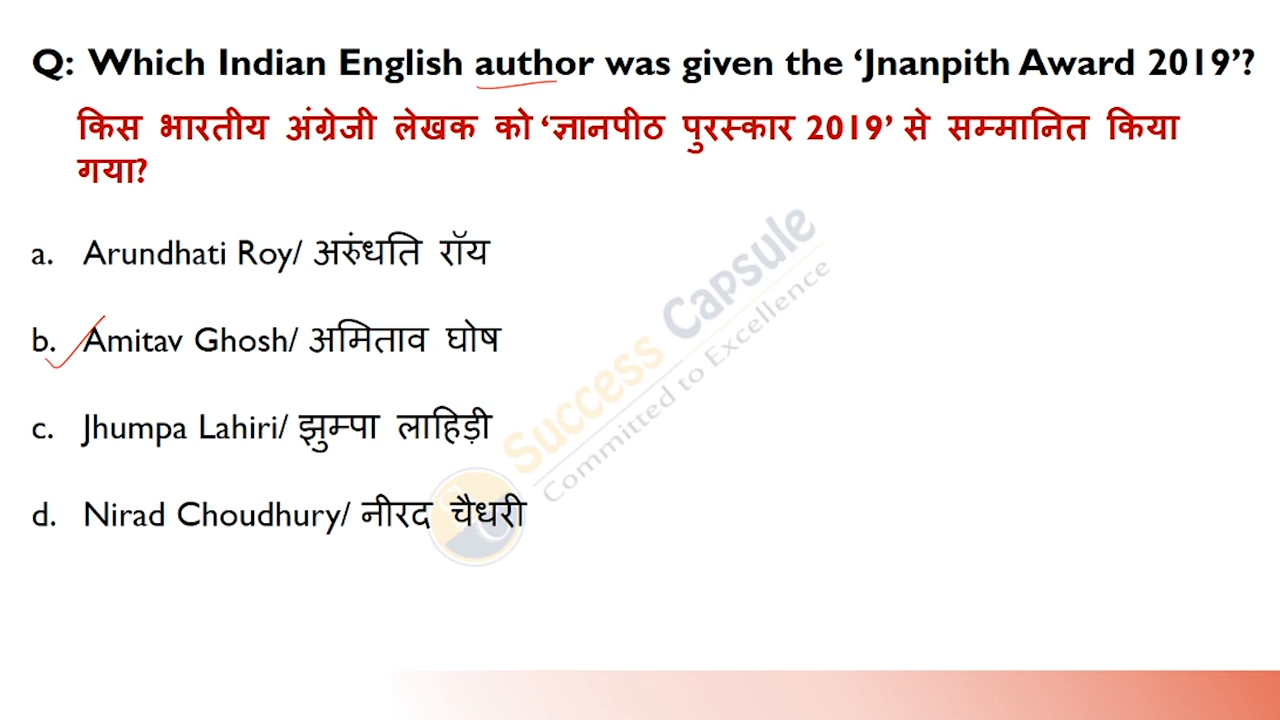 Q: Which Indian English author was given the ‘Jnanpith Award 2019’?
किस भारतीय अंग्रेजी लेखक को ‘ज्ञानपीठ पुरस्कार 2019’ से सम्मानित किया
गया?
a. Arundhati Roy/ अरुंधति रॉय
b. Amitav Ghosh/ अमिताव घोष
c. Jhumpa Lahiri/ झुम्पा लाहिड़ी
d. Nirad Choudhury/ नीरद चैधरी
Success Capsule
Committed to Excellence